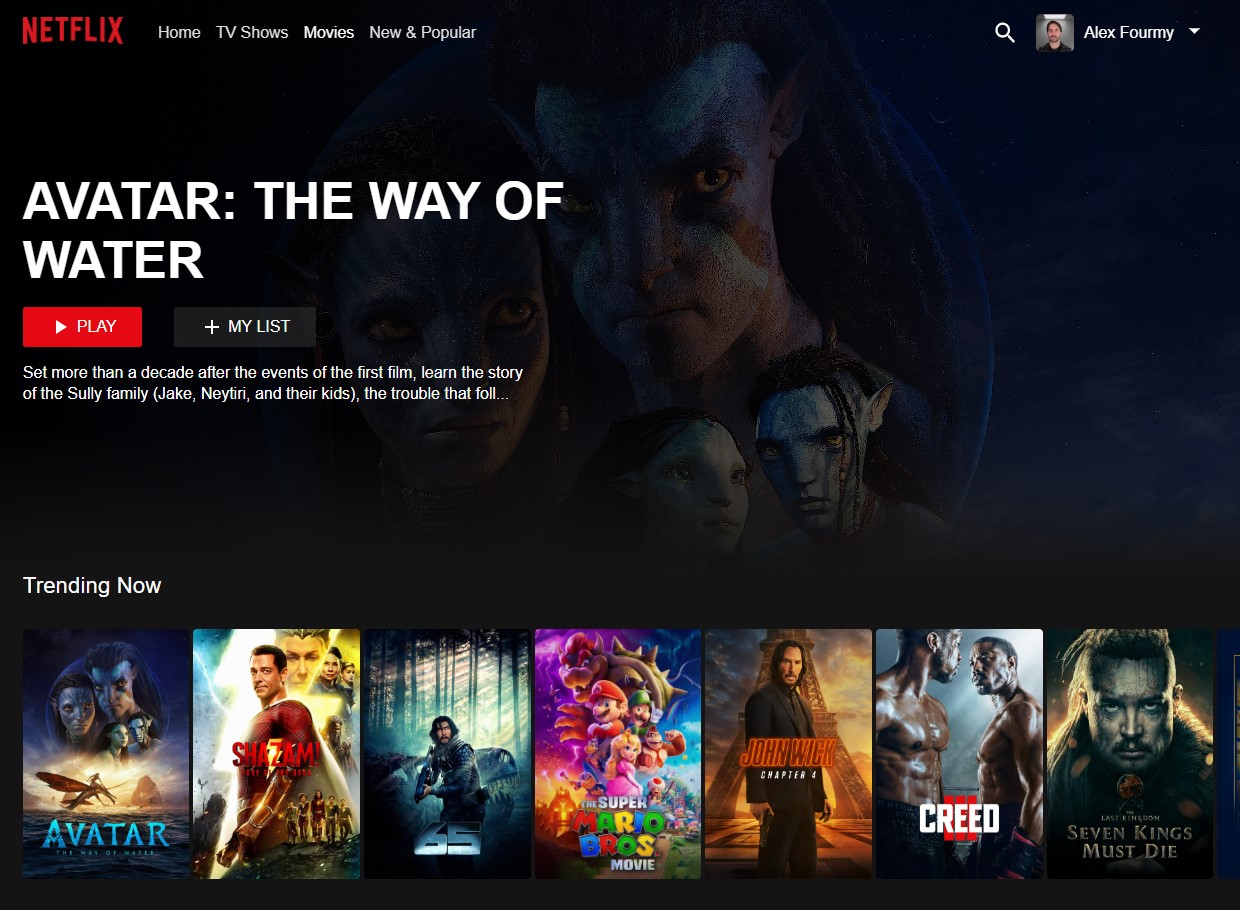 NETFLIX Home TV Shows Movies New & Popular Alex Fourmy
AVATAR: THE WAY OF
WATER
PLAY MY LIST
Set more than a decade after the events of the first film, learn the story
of the Sully family (Jake, Neytiri, and their kids), the trouble that foll...
Trending Now
AVATAR
THE WAY OF WATER
SHAZAM!
FURY OF THE GODS
65
THE SUPER
MARIO
BROS.
MOVIE
JOHN WICK
CHAPTER 4
CREED
III
THE
LAST KINGDOM
SEVEN KINGS
MUST DIE